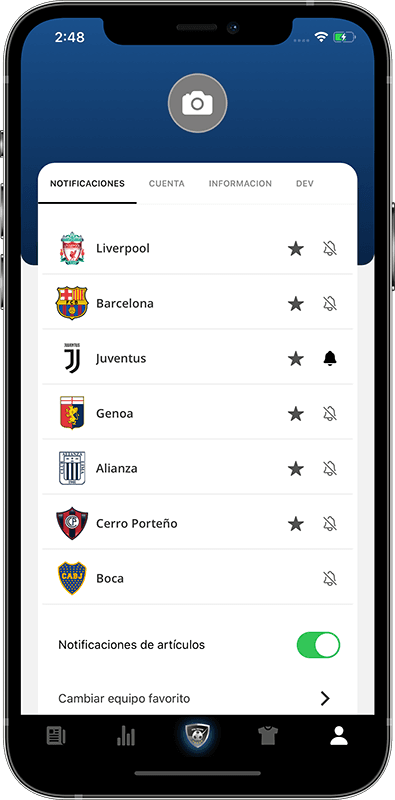 2:48
NOTIFICACIONES CUENTA INFORMACION DEV
Liverpool
Barcelona
Juventus
Genoa
Alianza
Cerro Porteño
CABJ
Boca
Notificaciones de artículos
Cambiar equipo favorito